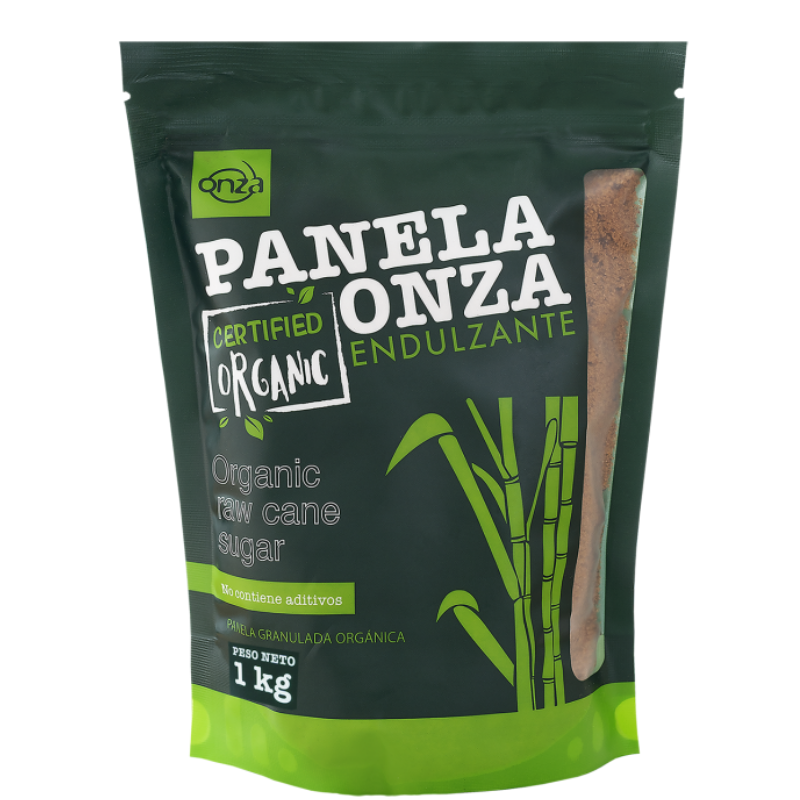 onza
PANELA
ONZA
ENDULZANTE
CERTIFIED
ORGANIC
Organic
raw cane
sugar
No contiene aditivos
PANELA GRANULADA ORGÁNICA
PESO NETO
1 kg